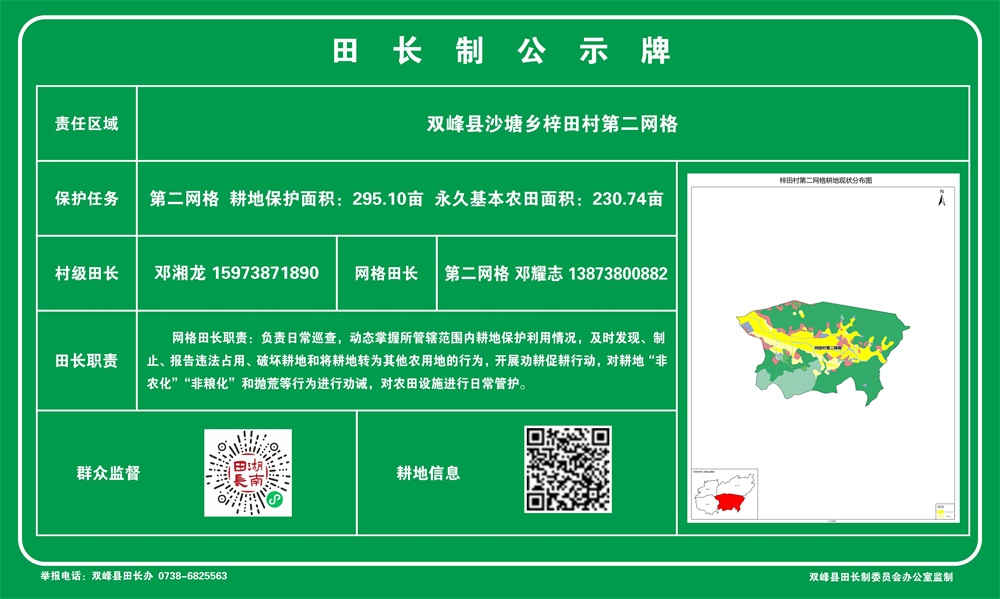 田长制公示牌
责任区域
双峰县沙塘乡梓田村第二网格
保护任务
第二网格 耕地保护面积：295.10亩 永久基本农田面积：230.74亩
梓田村第二网格耕地现状分布图
N
村级田长
邓湘龙 15973871890
网格田长
第二网格 邓耀志 13873800882
田长职责
网格田长职责：负责日常巡查，动态掌握所管辖范围内耕地保护利用情况，及时发现、制
止、报告违法占用、破坏耕地和将耕地转为其他农用地的行为，开展劝耕促耕行动，对耕地“非
农化”“非粮化”和抛荒等行为进行劝诫，对农田设施进行日常管护。
梓田村第二网格
群众监督
湖南田長
耕地信息
举报电话：双峰县田长办 0738-6825563
双峰县田长制委员会办公室监制